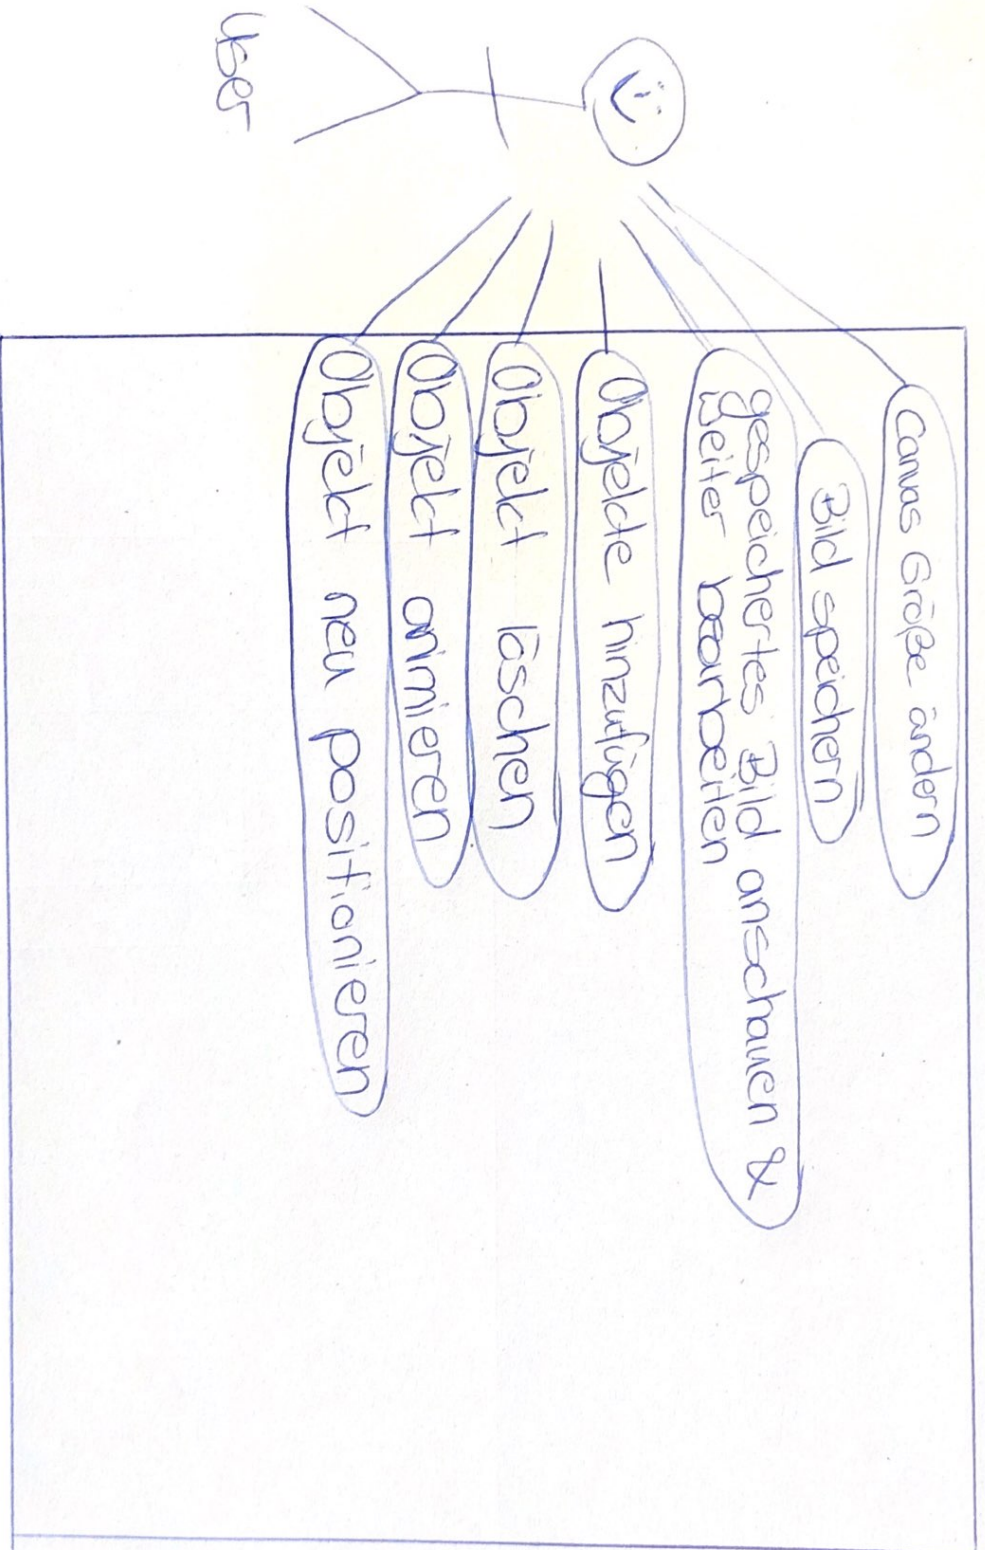 User
Canvas Größe ändern
Bild speichern
gespeichertes Bild anschauen &
weiter bearbeiten
Objekte hinzufügen
Objekt löschen
Objekt animieren
Objekt neu positionieren